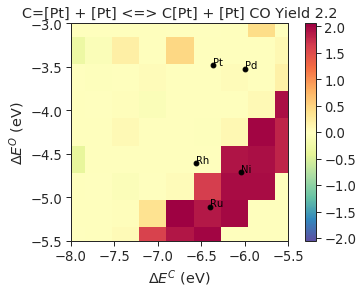 C=[Pt] + [Pt] <=> C[Pt] + [Pt] CO Yield 2.2
−3.0
−3.5
−4.0
−4.5
−5.0
−5.5
ΔE^O (eV)
−8.0 −7.5 −7.0 −6.5 −6.0 −5.5
ΔE^C (eV)
Pt
Pd
Rh
Ni
Ru
2.0
1.5
1.0
0.5
0.0
−0.5
−1.0
−1.5
−2.0